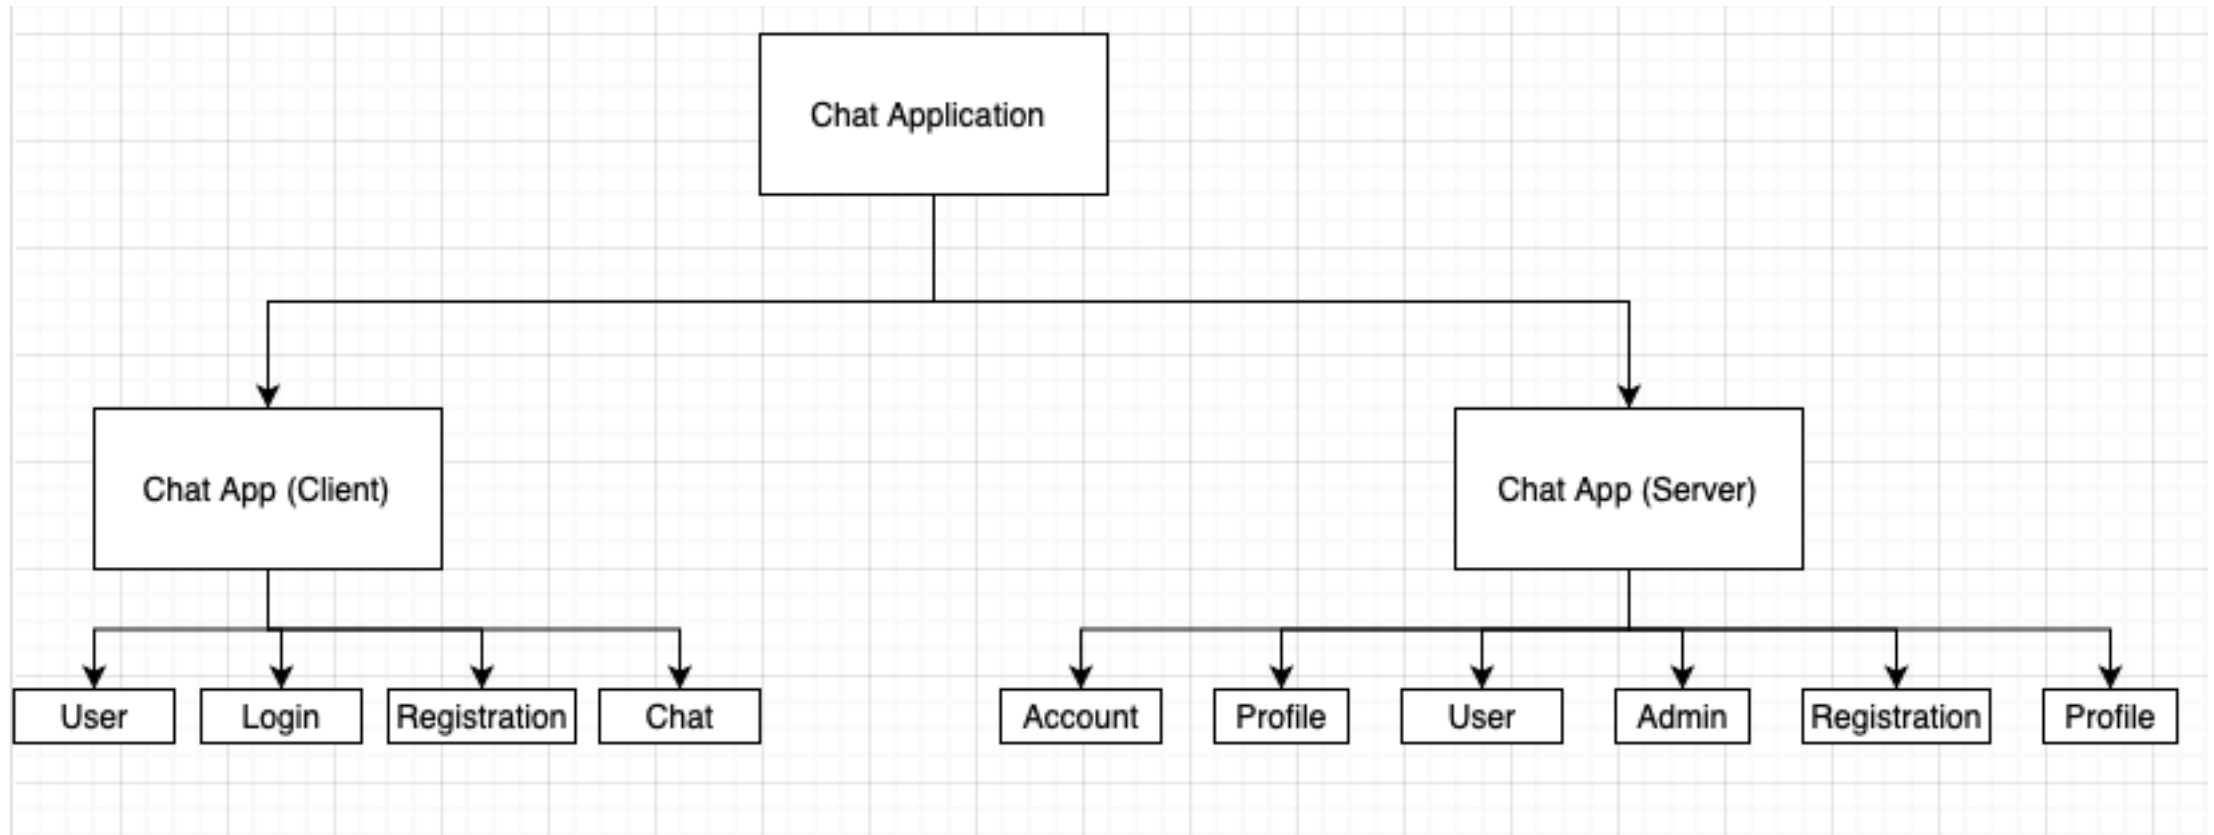 Chat Application
Chat App (Client)
Chat App (Server)
User
Login
Registration
Chat
Account
Profile
User
Admin
Registration
Profile